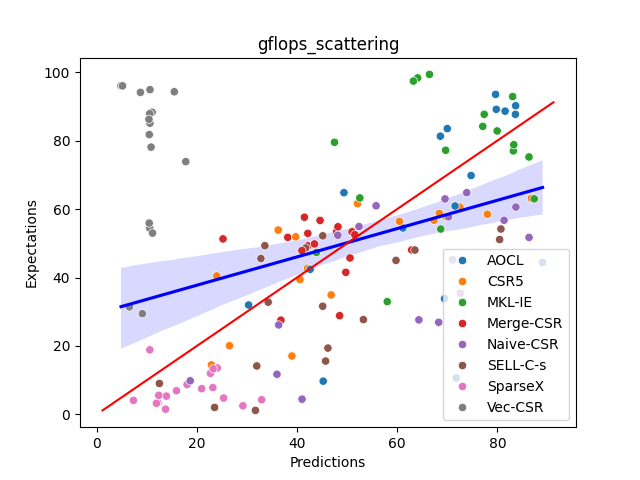 gflops_scattering
100
80
60
40
20
0
Expectations
0 20 40 60 80
Predictions
AOCL
CSR5
MKL-IE
Merge-CSR
Naive-CSR
SELL-C-s
SparseX
Vec-CSR